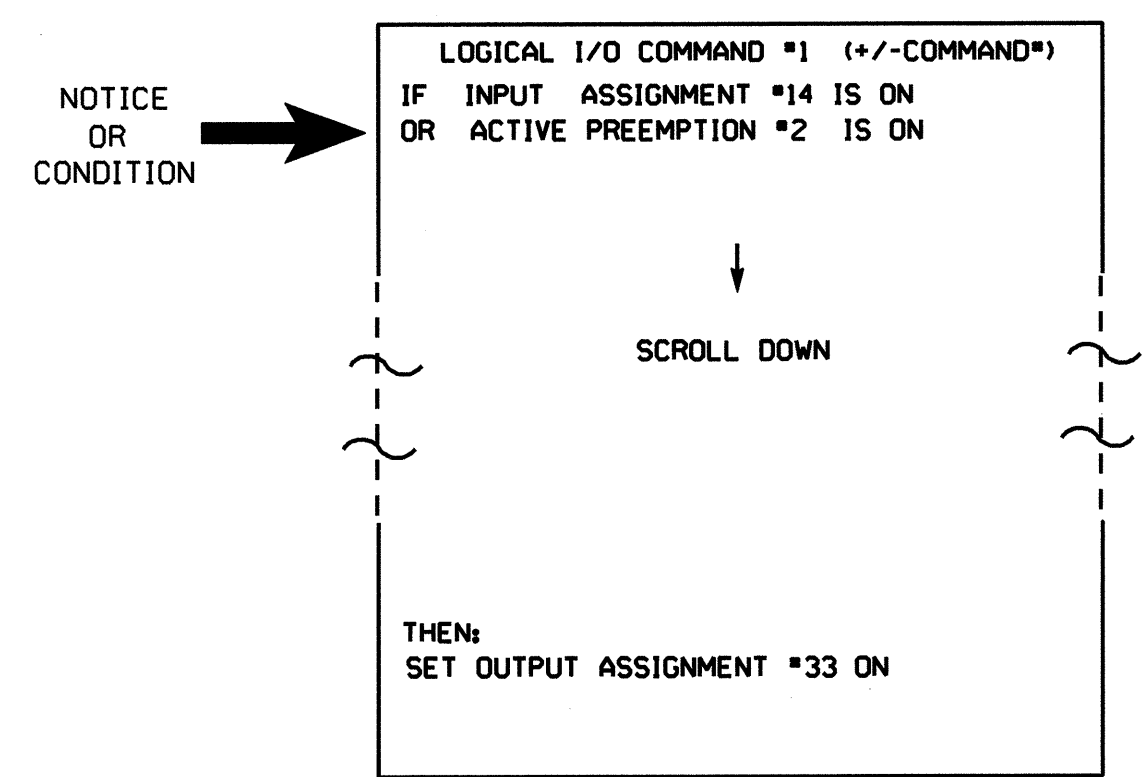 LOGICAL I/O COMMAND #1 (+/-COMMAND#)
NOTICE
OR
CONDITION
IF INPUT ASSIGNMENT #14 IS ON
OR ACTIVE PREEMPTION #2 IS ON
SCROLL DOWN
THEN:
SET OUTPUT ASSIGNMENT #33 ON